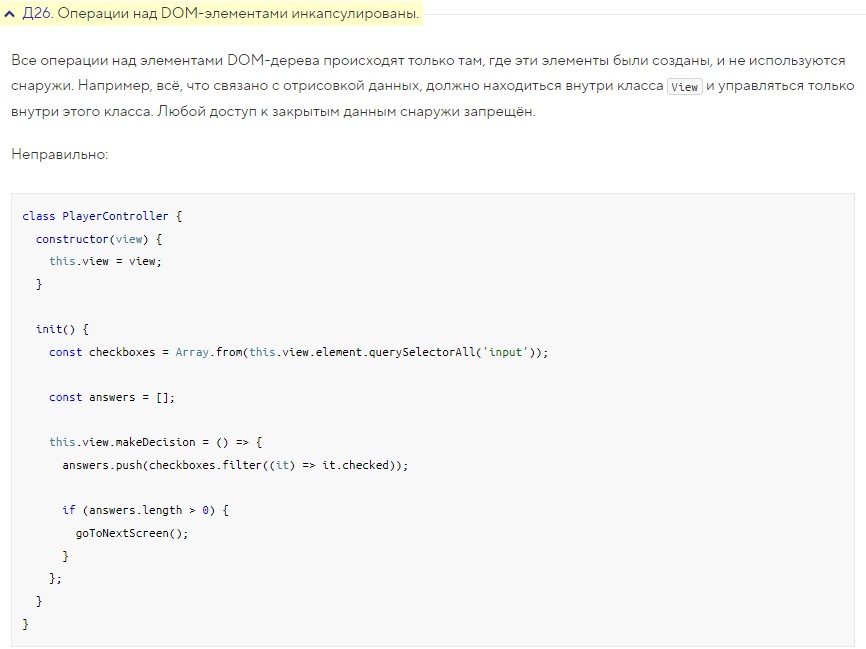 Д26. Операции над DOM-элементами инкапсулированы.
Все операции над элементами DOM-дерева происходят только там, где эти элементы были созданы, и не используются
снаружи. Например, всё, что связано с отрисовкой данных, должно находиться внутри класса View и управляться только
внутри этого класса. Любой доступ к закрытым данным снаружи запрещён.
Неправильно:
class PlayerController {
  constructor(view) {
    this.view = view;
  }
  init() {
    const checkboxes = Array.from(this.view.element.querySelectorAll('input'));
    const answers = [];
    this.view.makeDecision = () => {
      answers.push(checkboxes.filter((it) => it.checked));
      if (answers.length > 0) {
        goToNextScreen();
      }
    };
  }
}